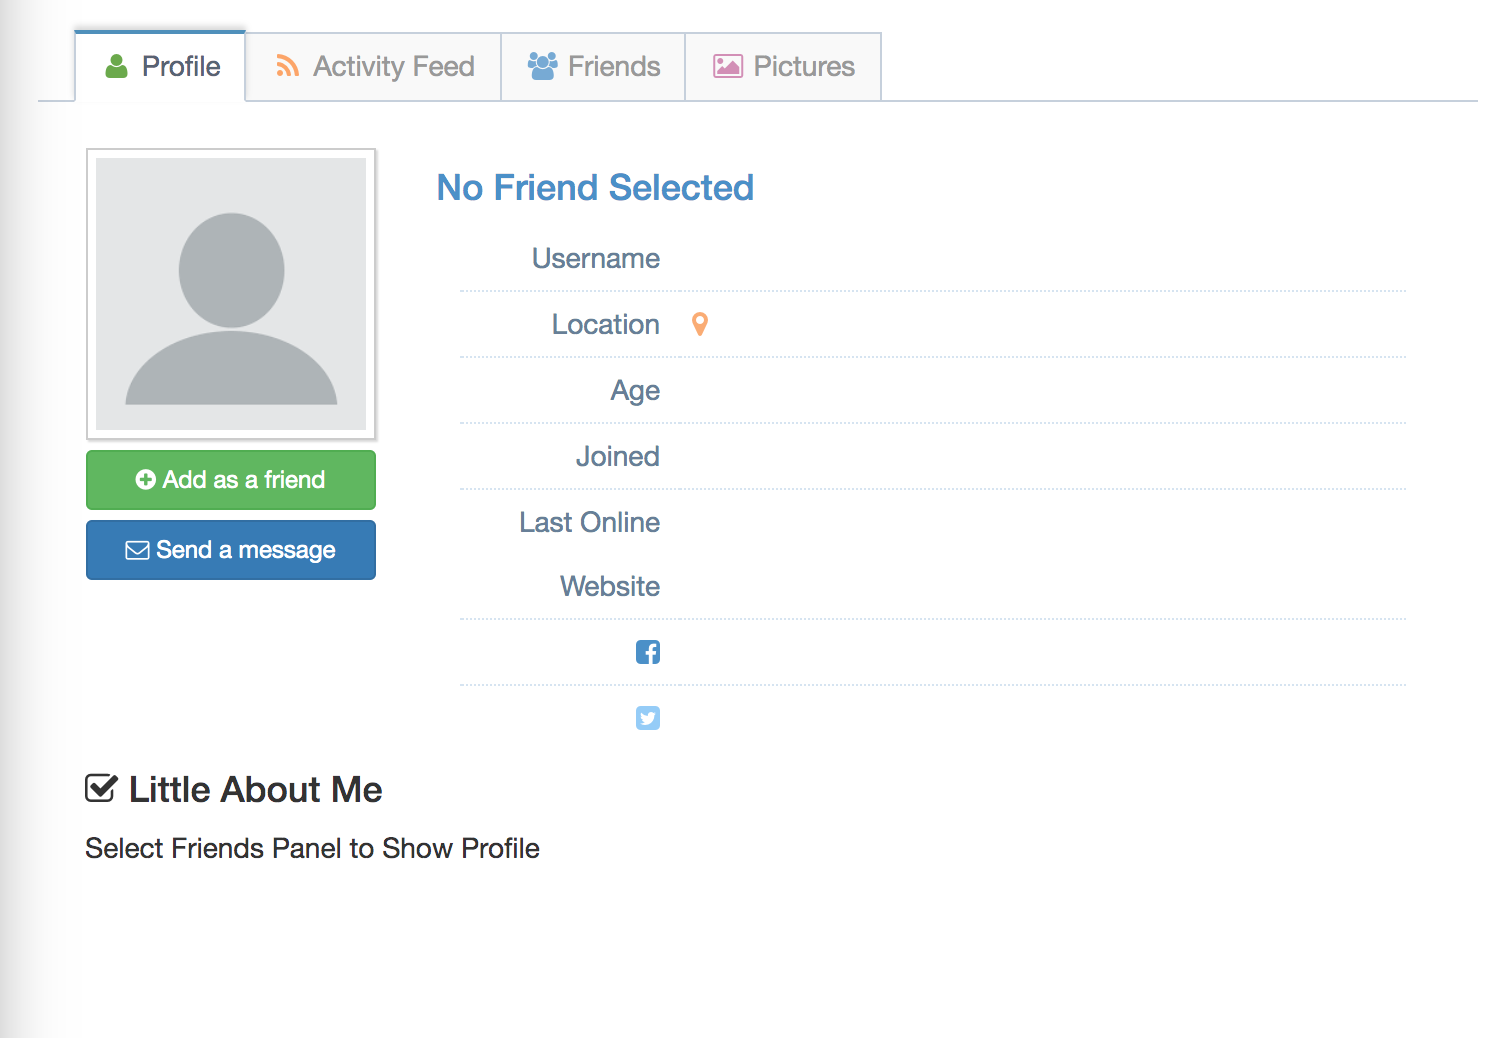 Profile
Activity Feed
Friends
Pictures
No Friend Selected
Username
Location
Age
Joined
Last Online
Website
Add as a friend
Send a message
Little About Me
Select Friends Panel to Show Profile